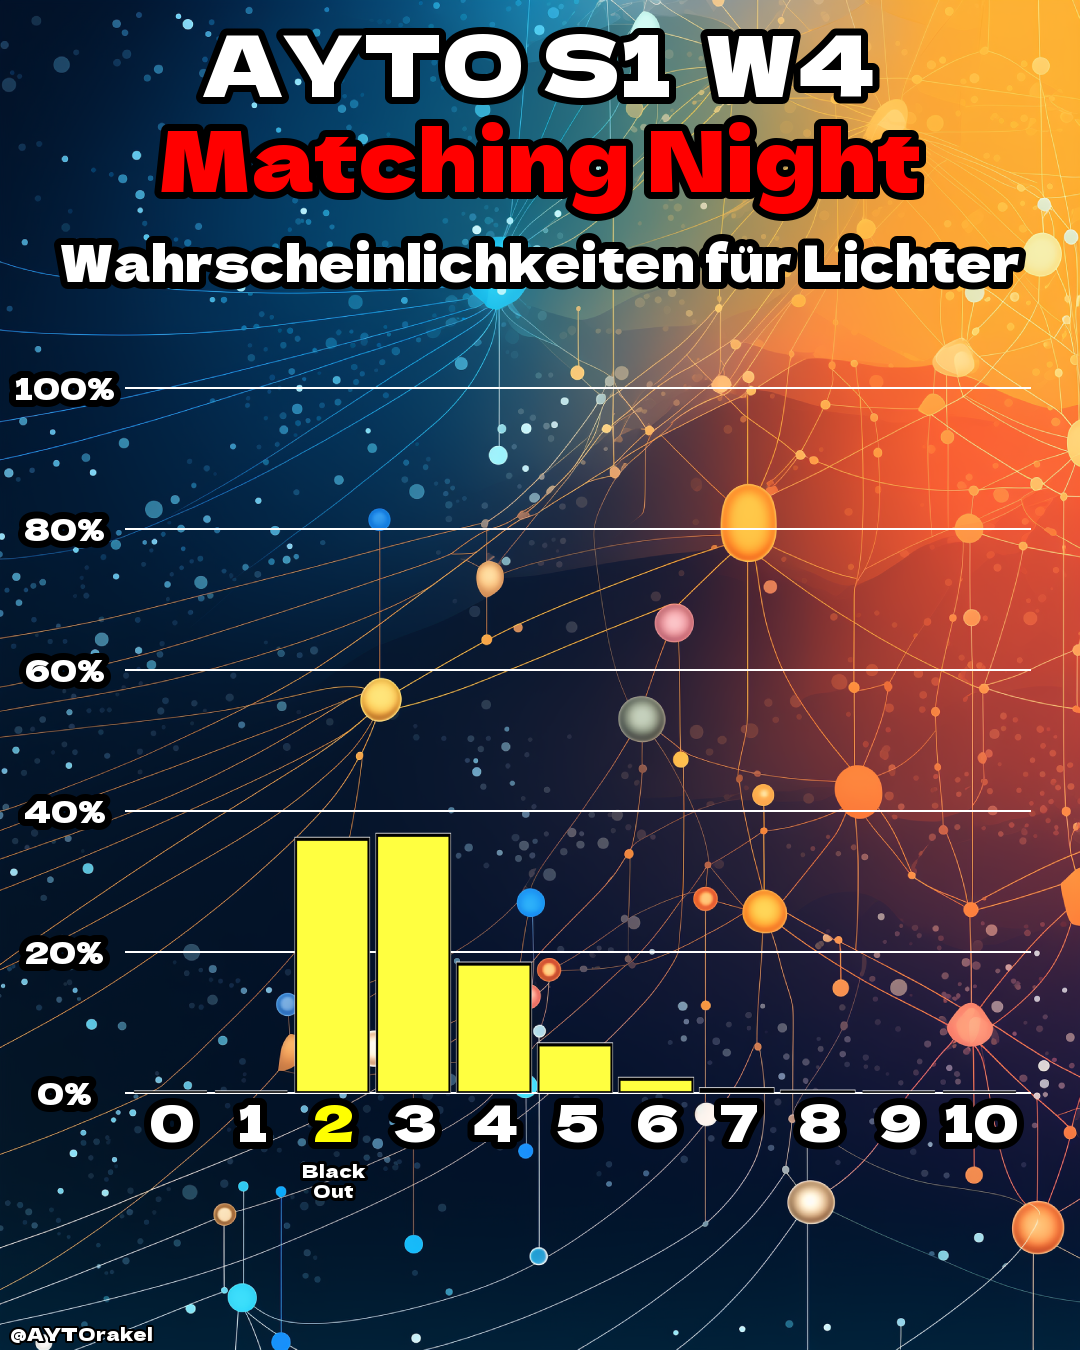 AYTO S1 W4
Matching Night
Wahrscheinlichkeiten für Lichter
100%
80%
60%
40%
20%
0%
0 1 2 3 4 5 6 7 8 9 10
Black
Out
@AYTOrakel